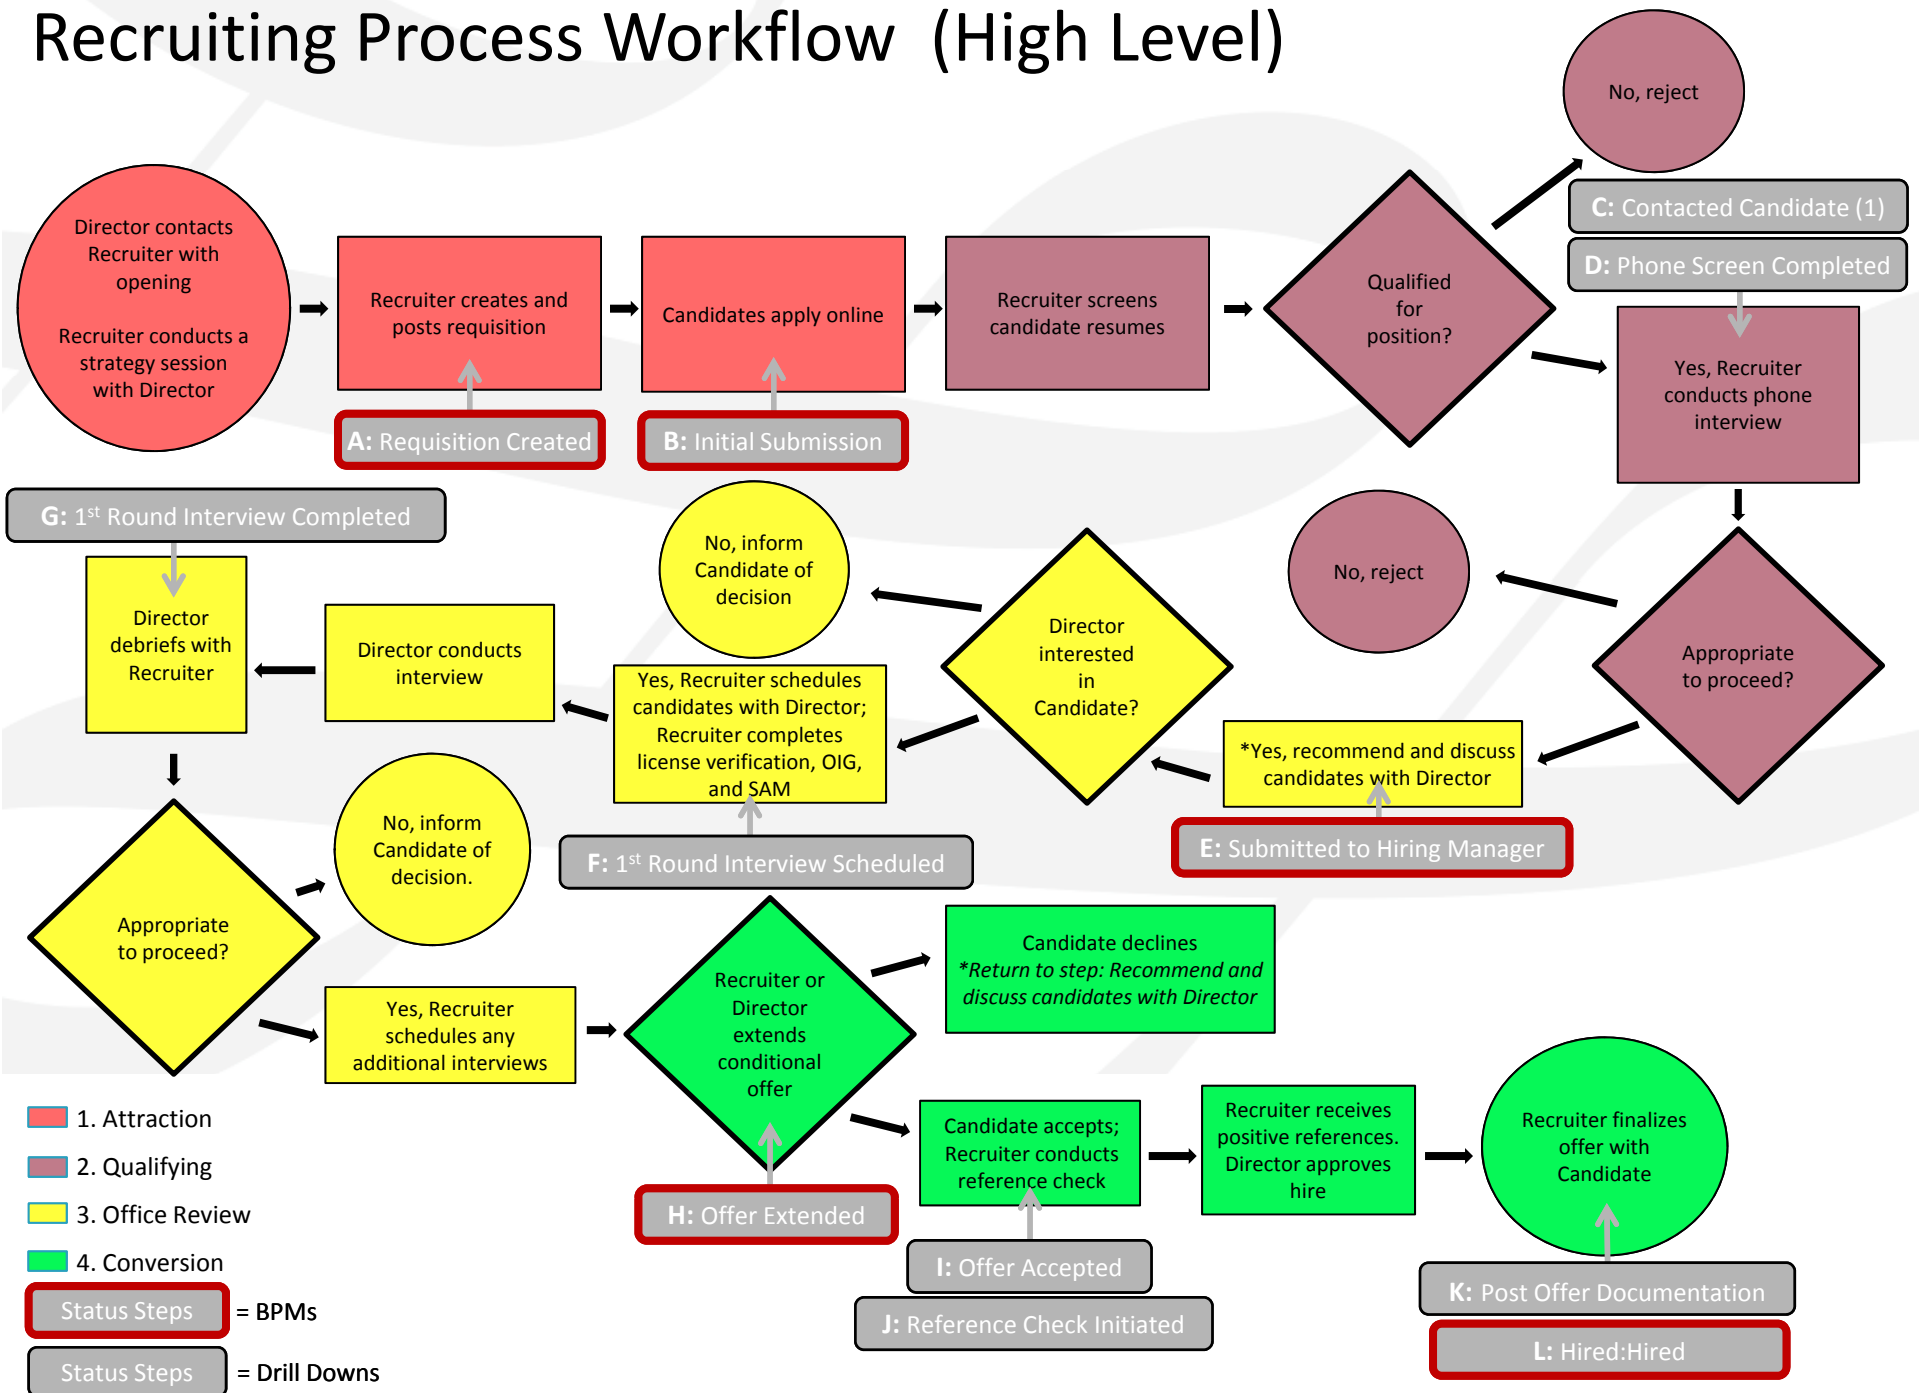 Recruiting Process Workflow  (High Level)
No, reject
Director contacts
Recruiter with
opening
Recruiter conducts a
strategy session
with Director
Recruiter creates and
posts requisition
Candidates apply online
Recruiter screens
candidate resumes
Qualified
for
position?
C: Contacted Candidate (1)
D: Phone Screen Completed
Yes, Recruiter
conducts phone
interview
A: Requisition Created
B: Initial Submission
G: 1st Round Interview Completed
Director
debriefs with
Recruiter
Director conducts
interview
No, inform
Candidate of
decision
Yes, Recruiter schedules
candidates with Director;
Recruiter completes
license verification, OIG,
and SAM
Director
interested
in
Candidate?
No, reject
Appropriate
to proceed?
*Yes, recommend and discuss
candidates with Director
E: Submitted to Hiring Manager
F: 1st Round Interview Scheduled
No, inform
Candidate of
decision.
Appropriate
to proceed?
Yes, Recruiter
schedules any
additional interviews
Recruiter or
Director
extends
conditional
offer
Candidate declines
*Return to step: Recommend and
discuss candidates with Director
Candidate accepts;
Recruiter conducts
reference check
Recruiter receives
positive references.
Director approves
hire
Recruiter finalizes
offer with
Candidate
H: Offer Extended
I: Offer Accepted
J: Reference Check Initiated
K: Post Offer Documentation
L: Hired:Hired
1. Attraction
2. Qualifying
3. Office Review
4. Conversion
Status Steps = BPMs
Status Steps = Drill Downs